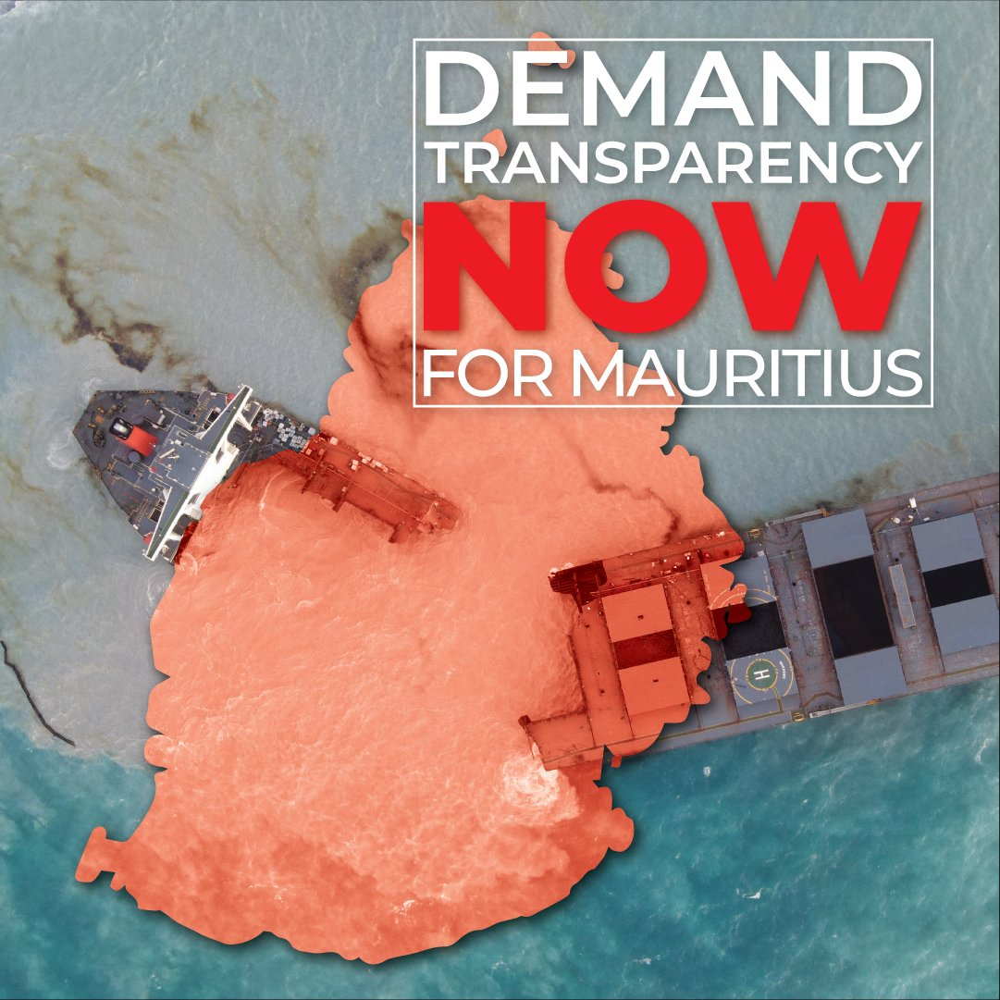 DEMAND
TRANSPARENCY
NOW
FOR MAURITIUS
H